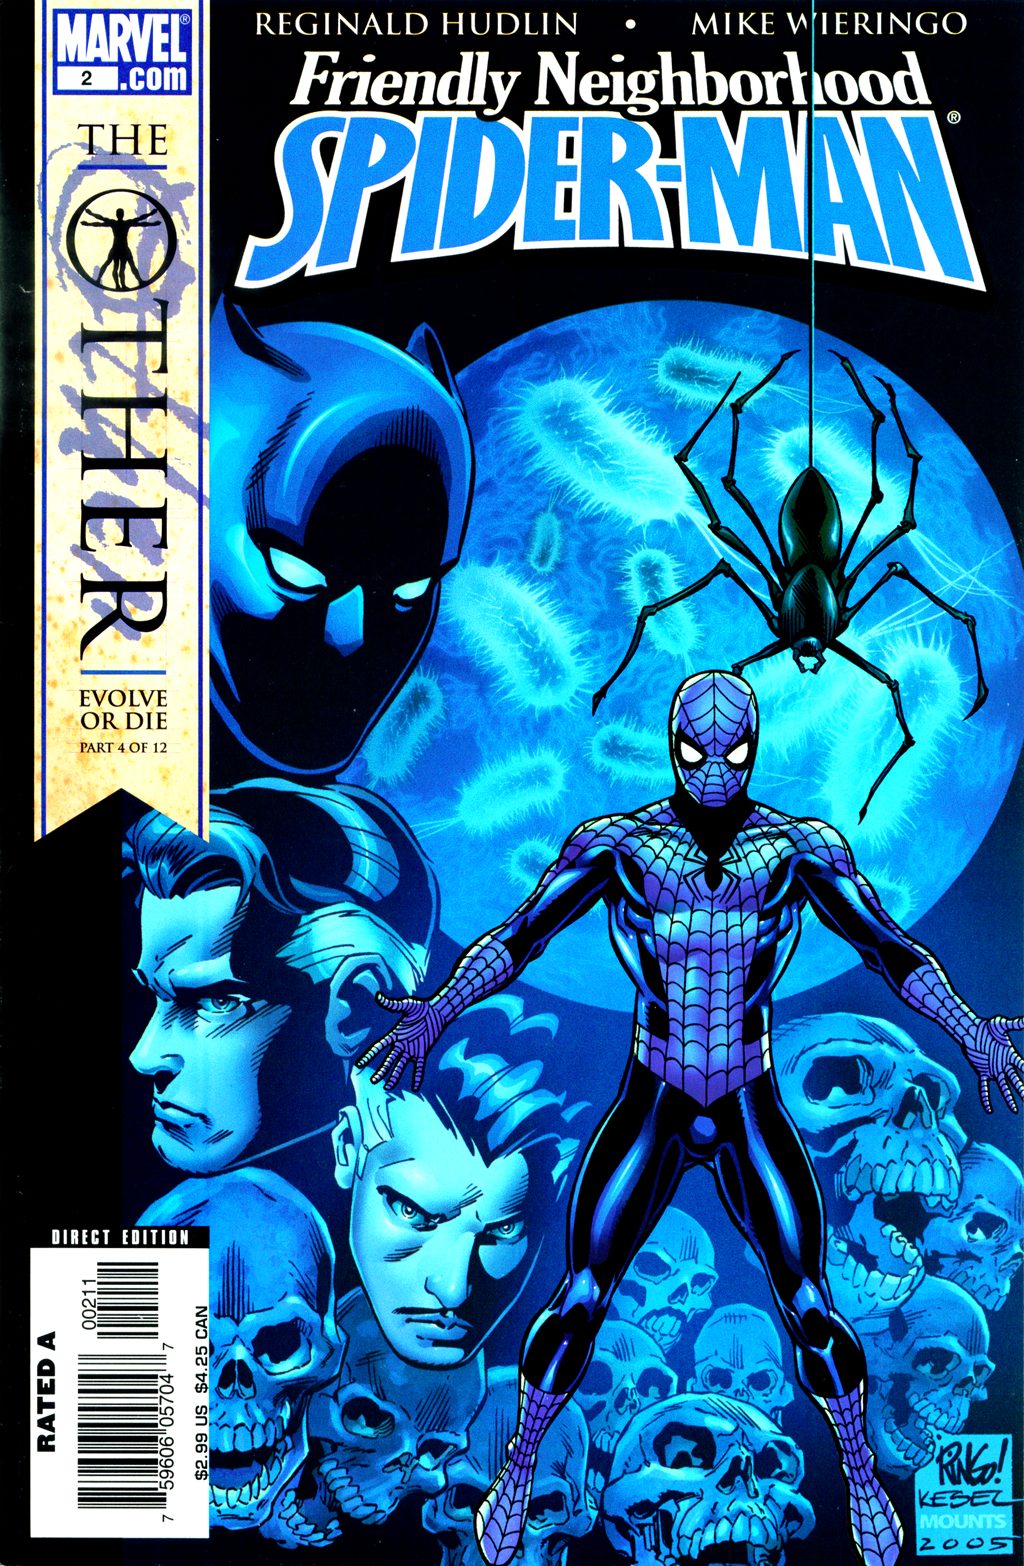 REGINALD HUDLIN • MIKE WIERINGO
MARVEL®
2 .com
Friendly Neighborhood
SPIDER-MAN®
THE
OTHER
EVOLVE
OR DIE
PART 4 OF 12
DIRECT EDITION
RATED A
00211
7 59606 05704 7
$2.99 US $4.25 CAN
RINGO!
KESEL
MOUNTS
2005